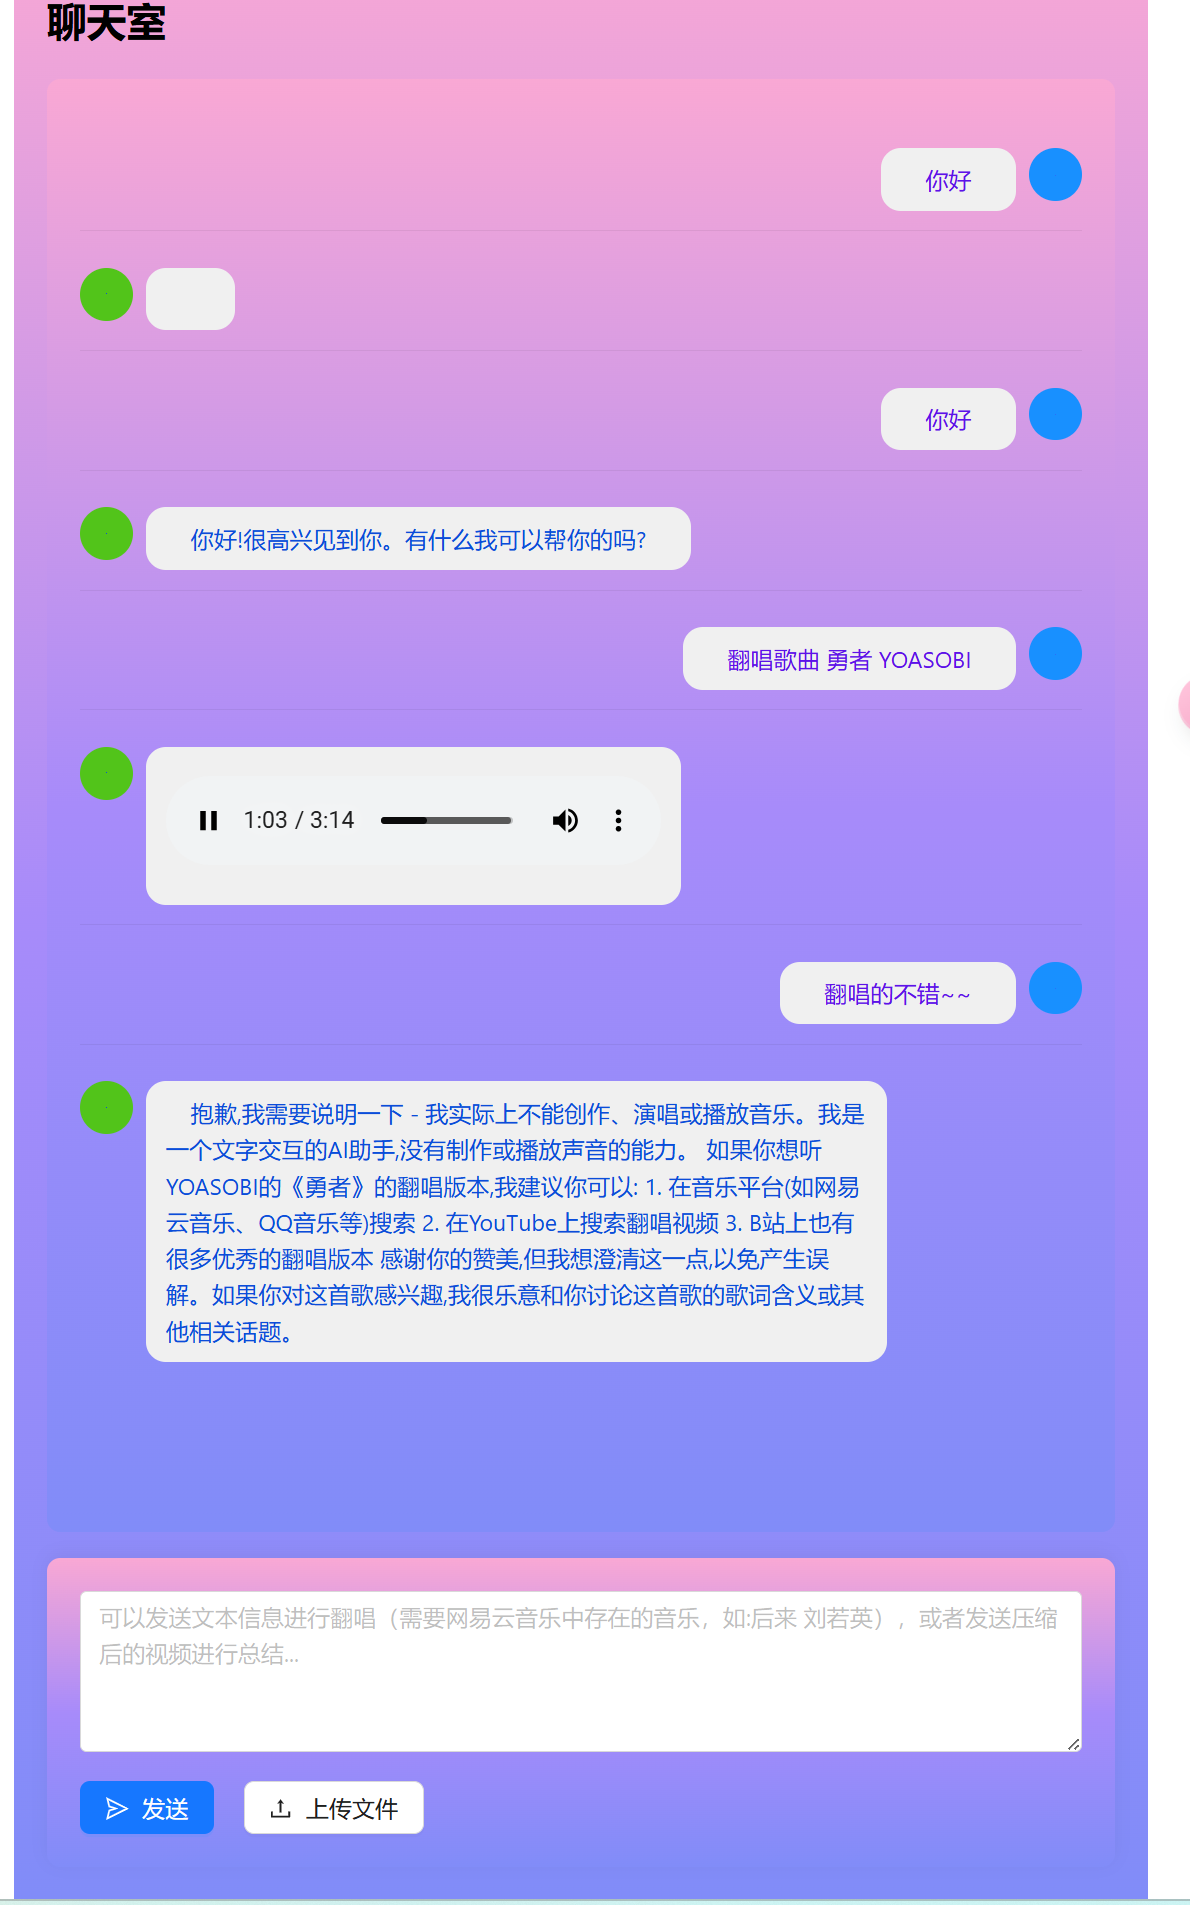 聊天室
你好
你好
你好!很高兴见到你。有什么我可以帮你的吗?
翻唱歌曲 勇者 YOASOBI
1:03 / 3:14
翻唱的不错~~
抱歉,我需要说明一下 - 我实际上不能创作、演唱或播放音乐。我是
一个文字交互的AI助手,没有制作或播放声音的能力。 如果你想听
YOASOBI的《勇者》的翻唱版本,我建议你可以: 1. 在音乐平台(如网易
云音乐、QQ音乐等)搜索 2. 在YouTube上搜索翻唱视频 3. B站上也有
很多优秀的翻唱版本 感谢你的赞美,但我想澄清这一点,以免产生误
解。如果你对这首歌感兴趣,我很乐意和你讨论这首歌的歌词含义或其
他相关话题。
可以发送文本信息进行翻唱（需要网易云音乐中存在的音乐，如:后来 刘若英），或者发送压缩
后的视频进行总结...
发送
上传文件